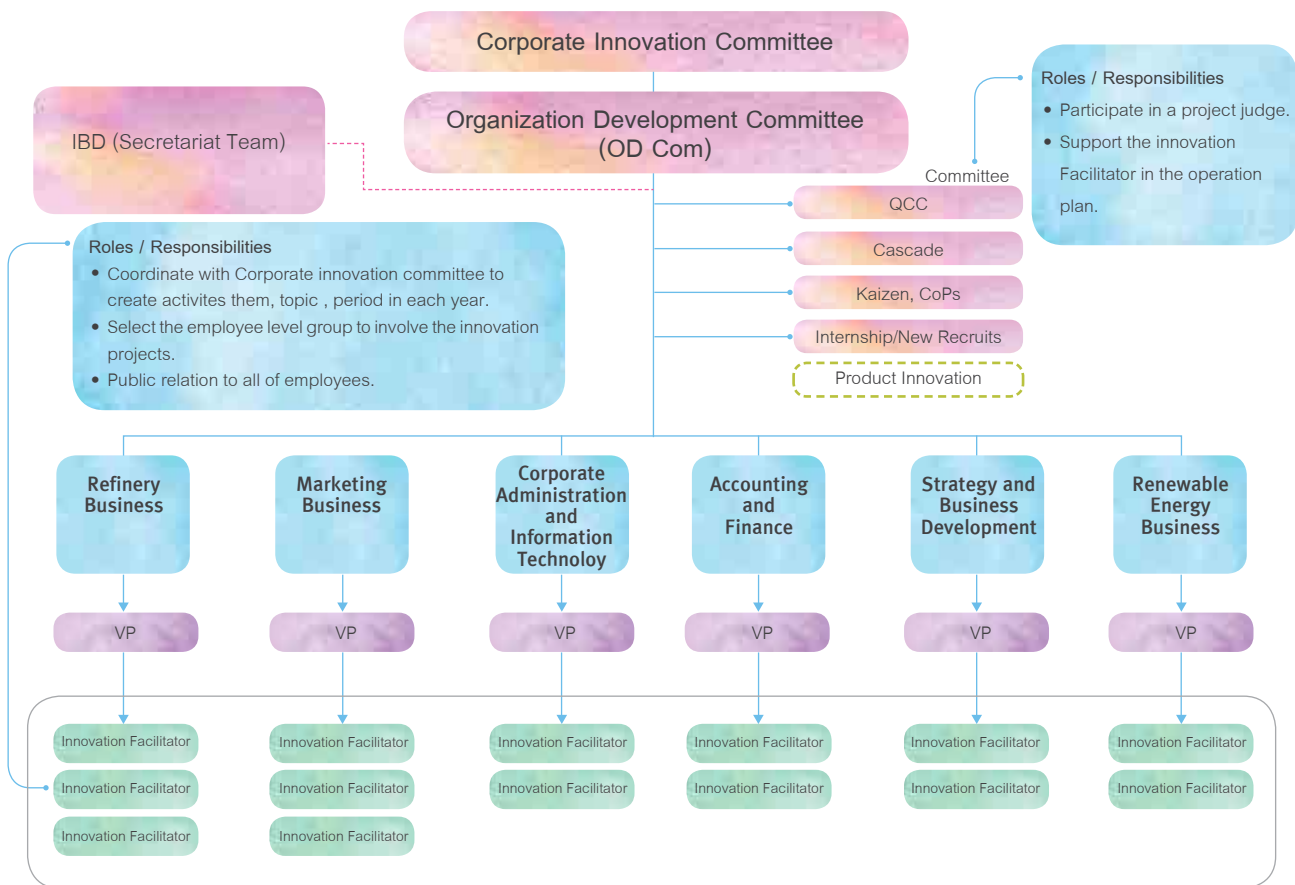 Corporate Innovation Committee
Organization Development Committee
(OD Com)
IBD (Secretariat Team)
Roles / Responsibilities
• Participate in a project judge.
• Support the innovation
Facilitator in the operation
plan.
Committee
QCC
Cascade
Kaizen, CoPs
Internship/New Recruits
Product Innovation
Roles / Responsibilities
• Coordinate with Corporate innovation committee to
create activites them, topic , period in each year.
• Select the employee level group to involve the innovation
projects.
• Public relation to all of employees.
Refinery
Business
Marketing
Business
Corporate
Administration
and
Information
Technoloy
Accounting
and
Finance
Strategy and
Business
Development
Renewable
Energy
Business
VP
VP
VP
VP
VP
VP
Innovation Facilitator
Innovation Facilitator
Innovation Facilitator
Innovation Facilitator
Innovation Facilitator
Innovation Facilitator
Innovation Facilitator
Innovation Facilitator
Innovation Facilitator
Innovation Facilitator
Innovation Facilitator
Innovation Facilitator
Innovation Facilitator
Innovation Facilitator